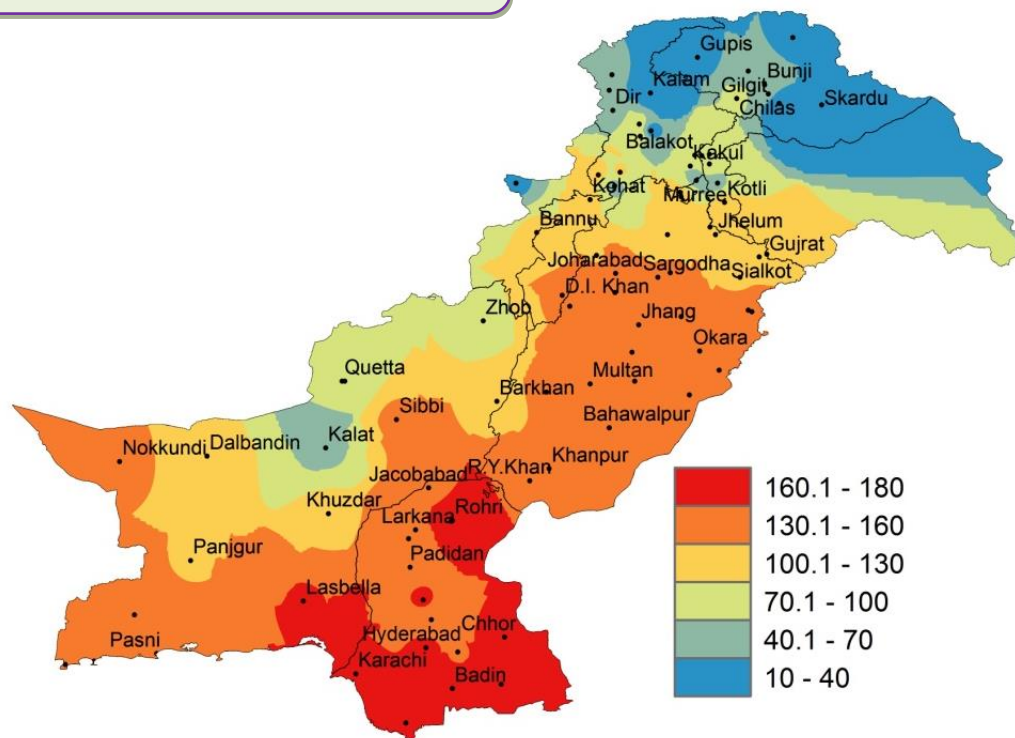 Gupis
Bunji
Kalam
Gilgit
Skardu
Dir
Chilas
Balakot
Kakul
Kohat
Murree
Kotli
Bannu
Jhelum
Gujrat
Joharabad
Sargodha
Sialkot
D.I. Khan
Zhob
Jhang
Okara
Quetta
Multan
Barkhan
Sibbi
Bahawalpur
Kalat
Nokkundi
Dalbandin
Khanpur
R.Y.Khan
Jacobabad
Khuzdar
Rohri
Larkana
Padidan
Panjgur
Lasbella
Chhor
Pasni
Hyderabad
Karachi
Badin
160.1 - 180
130.1 - 160
100.1 - 130
70.1 - 100
40.1 - 70
10 - 40